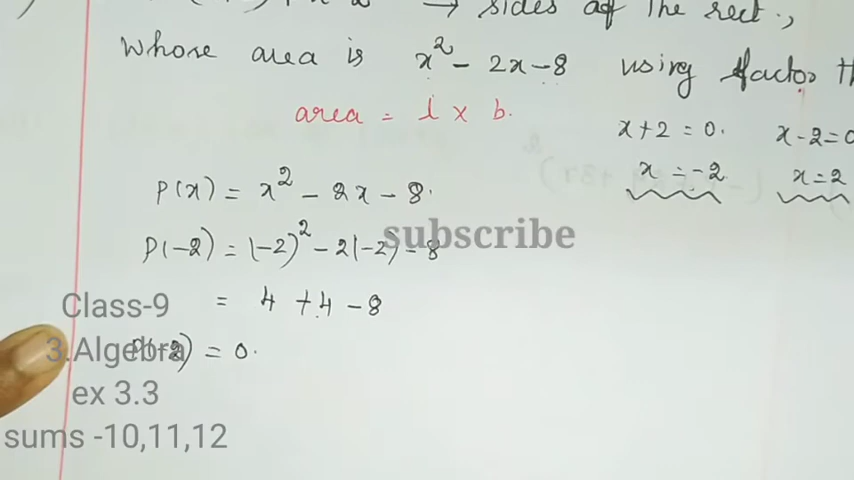 → sides of the rect.,
Whose area is x² - 2x - 8 using factor
area = l × b.
x+2 = 0. x-2=0
x = -2 x=2
P(x) = x² - 2x - 8.
P(-2) = (-2)² - 2(-2) - 8
subscribe
= 4 + 4 - 8
Class-9
P(-2) = 0.
3.Algebra
ex 3.3
sums -10,11,12